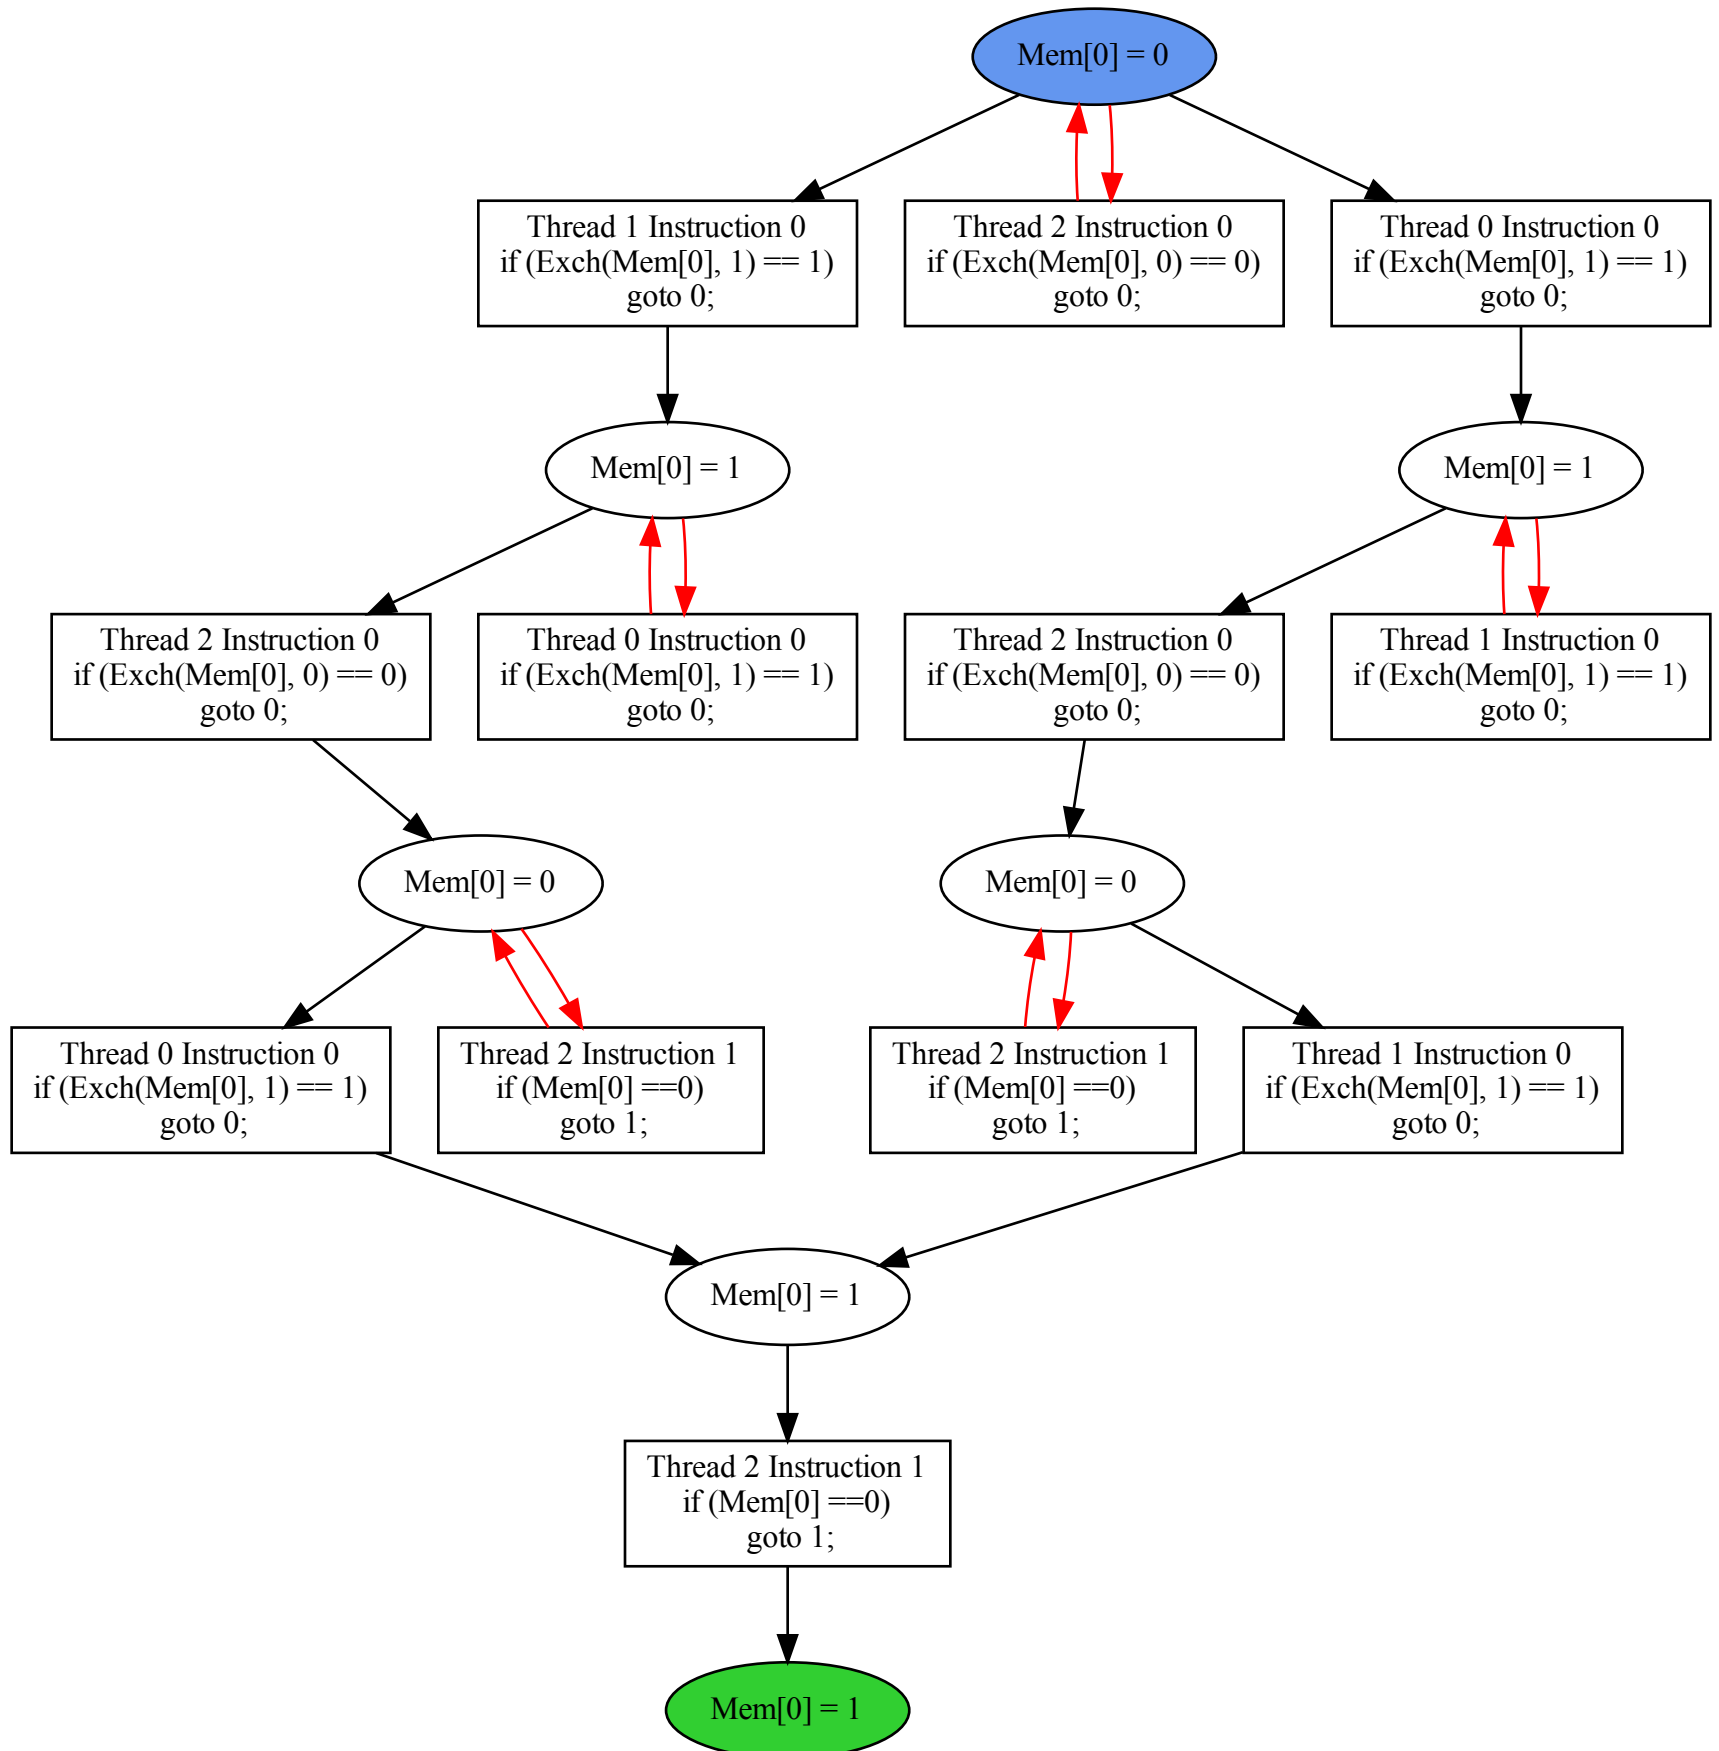 Mem[0] = 0
Thread 1 Instruction 0
if (Exch(Mem[0], 1) == 1)
goto 0;
Thread 2 Instruction 0
if (Exch(Mem[0], 0) == 0)
goto 0;
Thread 0 Instruction 0
if (Exch(Mem[0], 1) == 1)
goto 0;
Mem[0] = 1
Mem[0] = 1
Thread 2 Instruction 0
if (Exch(Mem[0], 0) == 0)
goto 0;
Thread 0 Instruction 0
if (Exch(Mem[0], 1) == 1)
goto 0;
Thread 2 Instruction 0
if (Exch(Mem[0], 0) == 0)
goto 0;
Thread 1 Instruction 0
if (Exch(Mem[0], 1) == 1)
goto 0;
Mem[0] = 0
Mem[0] = 0
Thread 0 Instruction 0
if (Exch(Mem[0], 1) == 1)
goto 0;
Thread 2 Instruction 1
if (Mem[0] ==0)
goto 1;
Thread 2 Instruction 1
if (Mem[0] ==0)
goto 1;
Thread 1 Instruction 0
if (Exch(Mem[0], 1) == 1)
goto 0;
Mem[0] = 1
Thread 2 Instruction 1
if (Mem[0] ==0)
goto 1;
Mem[0] = 1